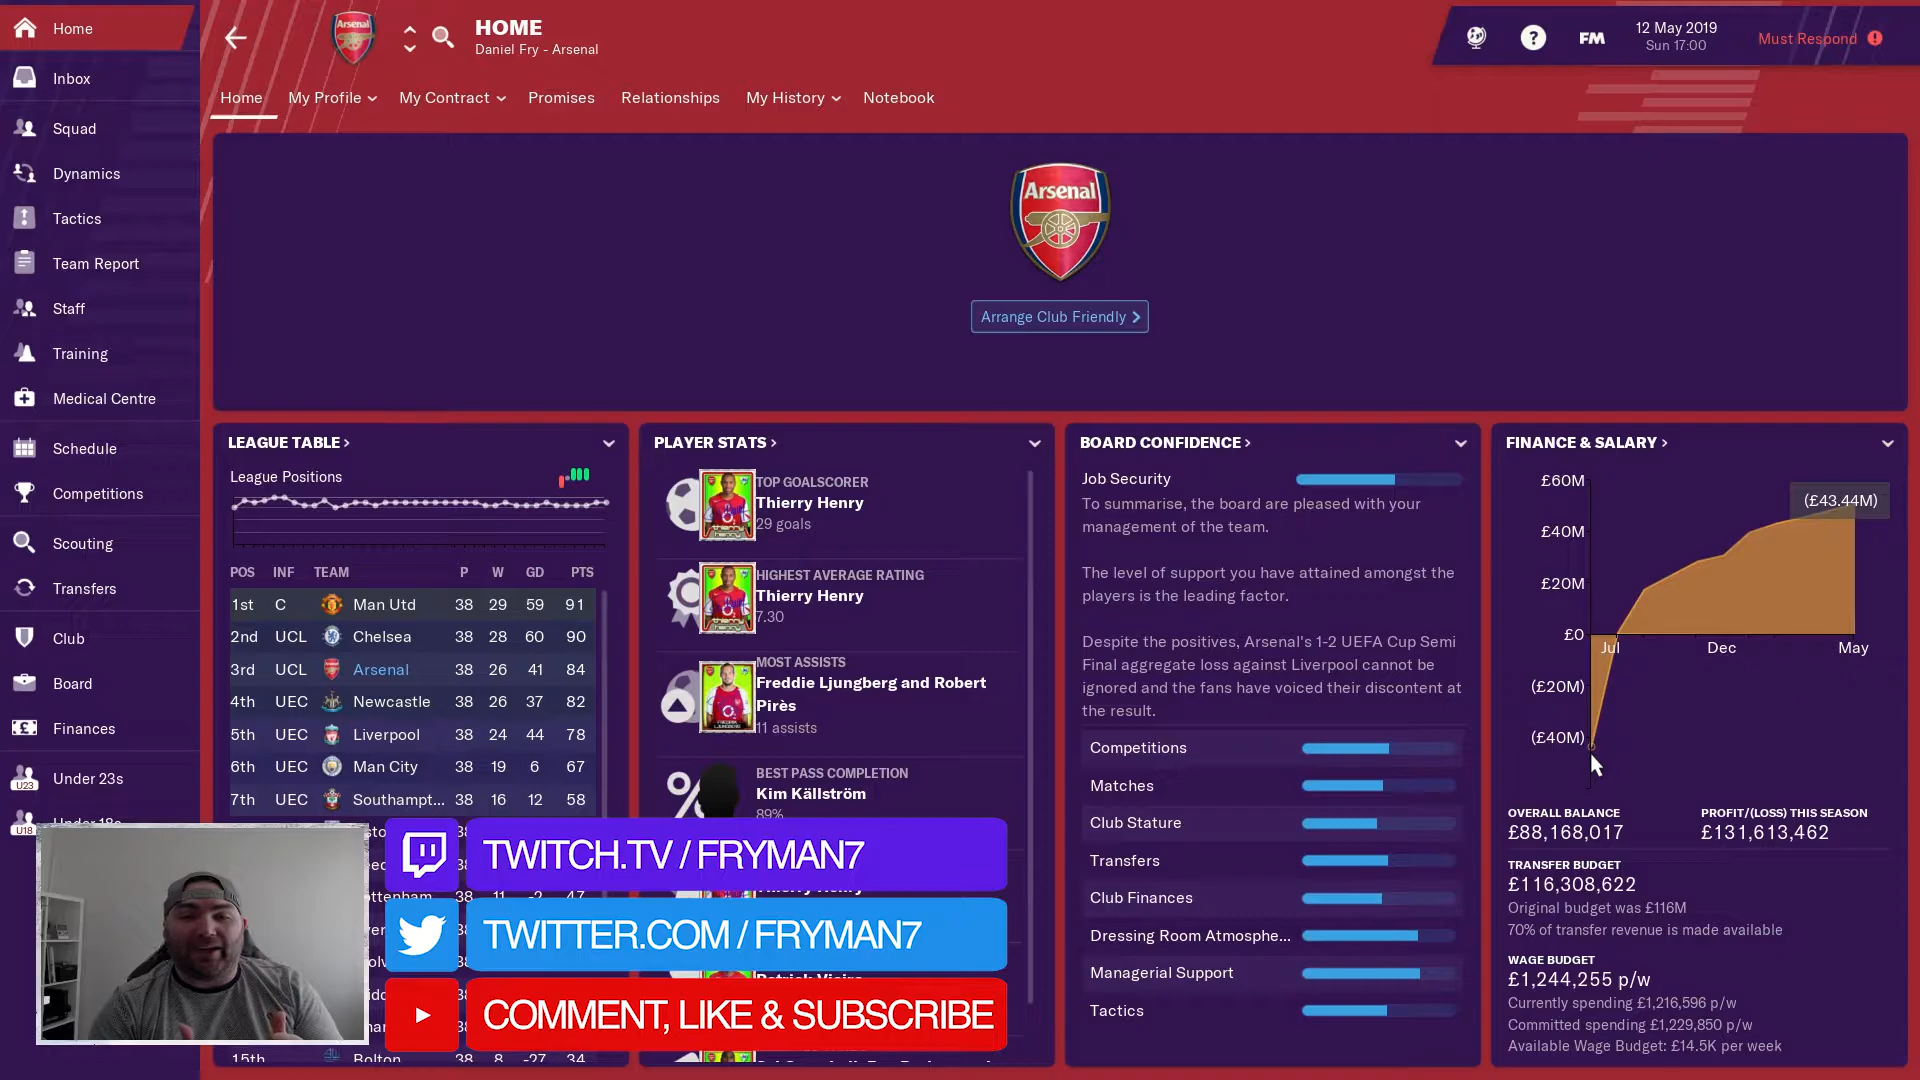 Home
Inbox
Squad
Dynamics
Tactics
Team Report
Staff
Training
Medical Centre
Schedule
Competitions
Scouting
Transfers
Club
Board
Finances
U23 Under 23s
U18 Under 18s
Arsenal
HOME
Daniel Fry - Arsenal
?
FM
12 May 2019
Sun 17:00
Must Respond
Home My Profile My Contract Promises Relationships My History Notebook
Arsenal
Arrange Club Friendly >
LEAGUE TABLE >
League Positions
POS INF TEAM P W GD PTS
1st C Man Utd 38 29 59 91
2nd UCL Chelsea 38 28 60 90
3rd UCL Arsenal 38 26 41 84
4th UEC Newcastle 38 26 37 82
5th UEC Liverpool 38 24 44 78
6th UEC Man City 38 19 6 67
7th UEC Southampt... 38 16 12 58
15th Bolton 38 8 -27 34
PLAYER STATS >
TOP GOALSCORER
Thierry Henry
29 goals
HIGHEST AVERAGE RATING
Thierry Henry
7.30
MOST ASSISTS
Freddie Ljungberg and Robert
Pirès
11 assists
BEST PASS COMPLETION
Kim Källström
89%
BOARD CONFIDENCE >
Job Security
To summarise, the board are pleased with your
management of the team.
The level of support you have attained amongst the
players is the leading factor.
Despite the positives, Arsenal's 1-2 UEFA Cup Semi
Final aggregate loss against Liverpool cannot be
ignored and the fans have voiced their discontent at
the result.
Competitions
Matches
Club Stature
Transfers
Club Finances
Dressing Room Atmosphe...
Managerial Support
Tactics
FINANCE & SALARY >
£60M
(£43.44M)
£40M
£20M
£0
Jul Dec May
(£20M)
(£40M)
OVERALL BALANCE
£88,168,017
PROFIT/(LOSS) THIS SEASON
£131,613,462
TRANSFER BUDGET
£116,308,622
Original budget was £116M
70% of transfer revenue is made available
WAGE BUDGET
£1,244,255 p/w
Currently spending £1,216,596 p/w
Committed spending £1,229,850 p/w
Available Wage Budget: £14.5K per week
TWITCH.TV / FRYMAN7
TWITTER.COM / FRYMAN7
COMMENT, LIKE & SUBSCRIBE